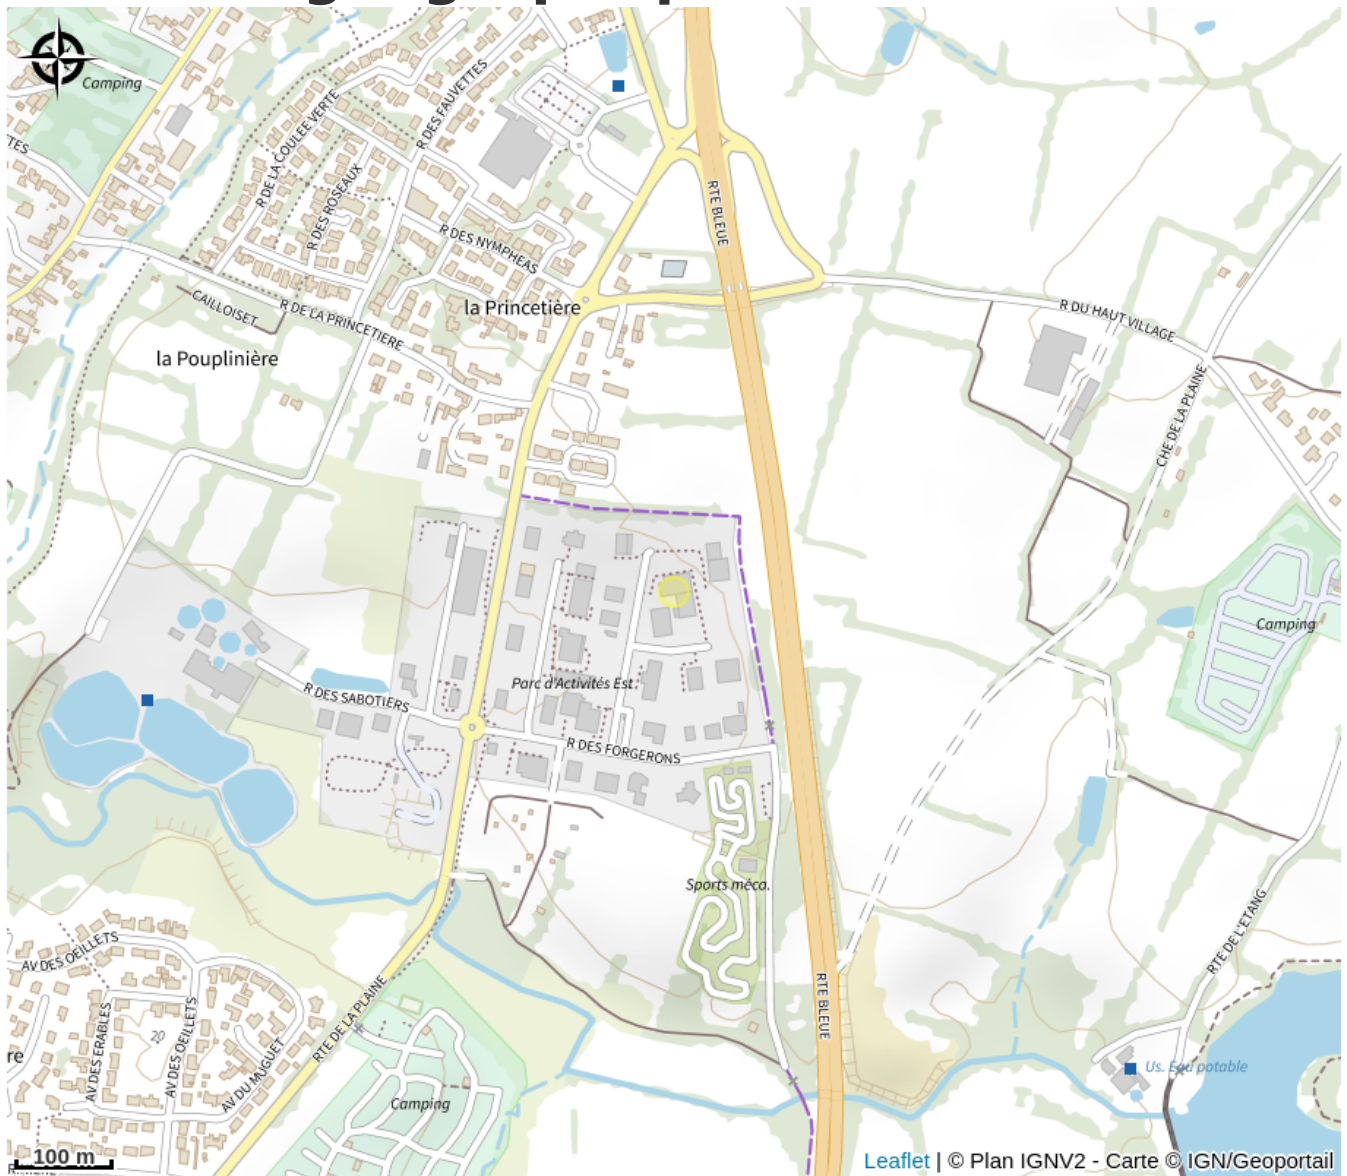 Camping
R DES FAUVETTES
R DE LA COULEE VERTE
R DES ROSEAUX
RTE BLEUE
R DES NYMPHEAS
la Princetière
CAILLOISET
R DE LA PRINCETIERE
la Pouplinière
R DU HAUT VILLAGE
CHE DE LA PLAINE
Camping
Parc d'Activités Est
R DES SABOTIERS
R DES FORGERONS
Sports méca.
AV DES OEILLETS
RTE DE L'ETANG
RTE BLEUE
RTE DE LA PLAINE
AV DES ERABLES
20
AV DES OEILLETS
AV DU MUGUET
re
Us. Eau potable
Camping
100 m
Leaflet | © Plan IGNV2 - Carte © IGN/Geoportail